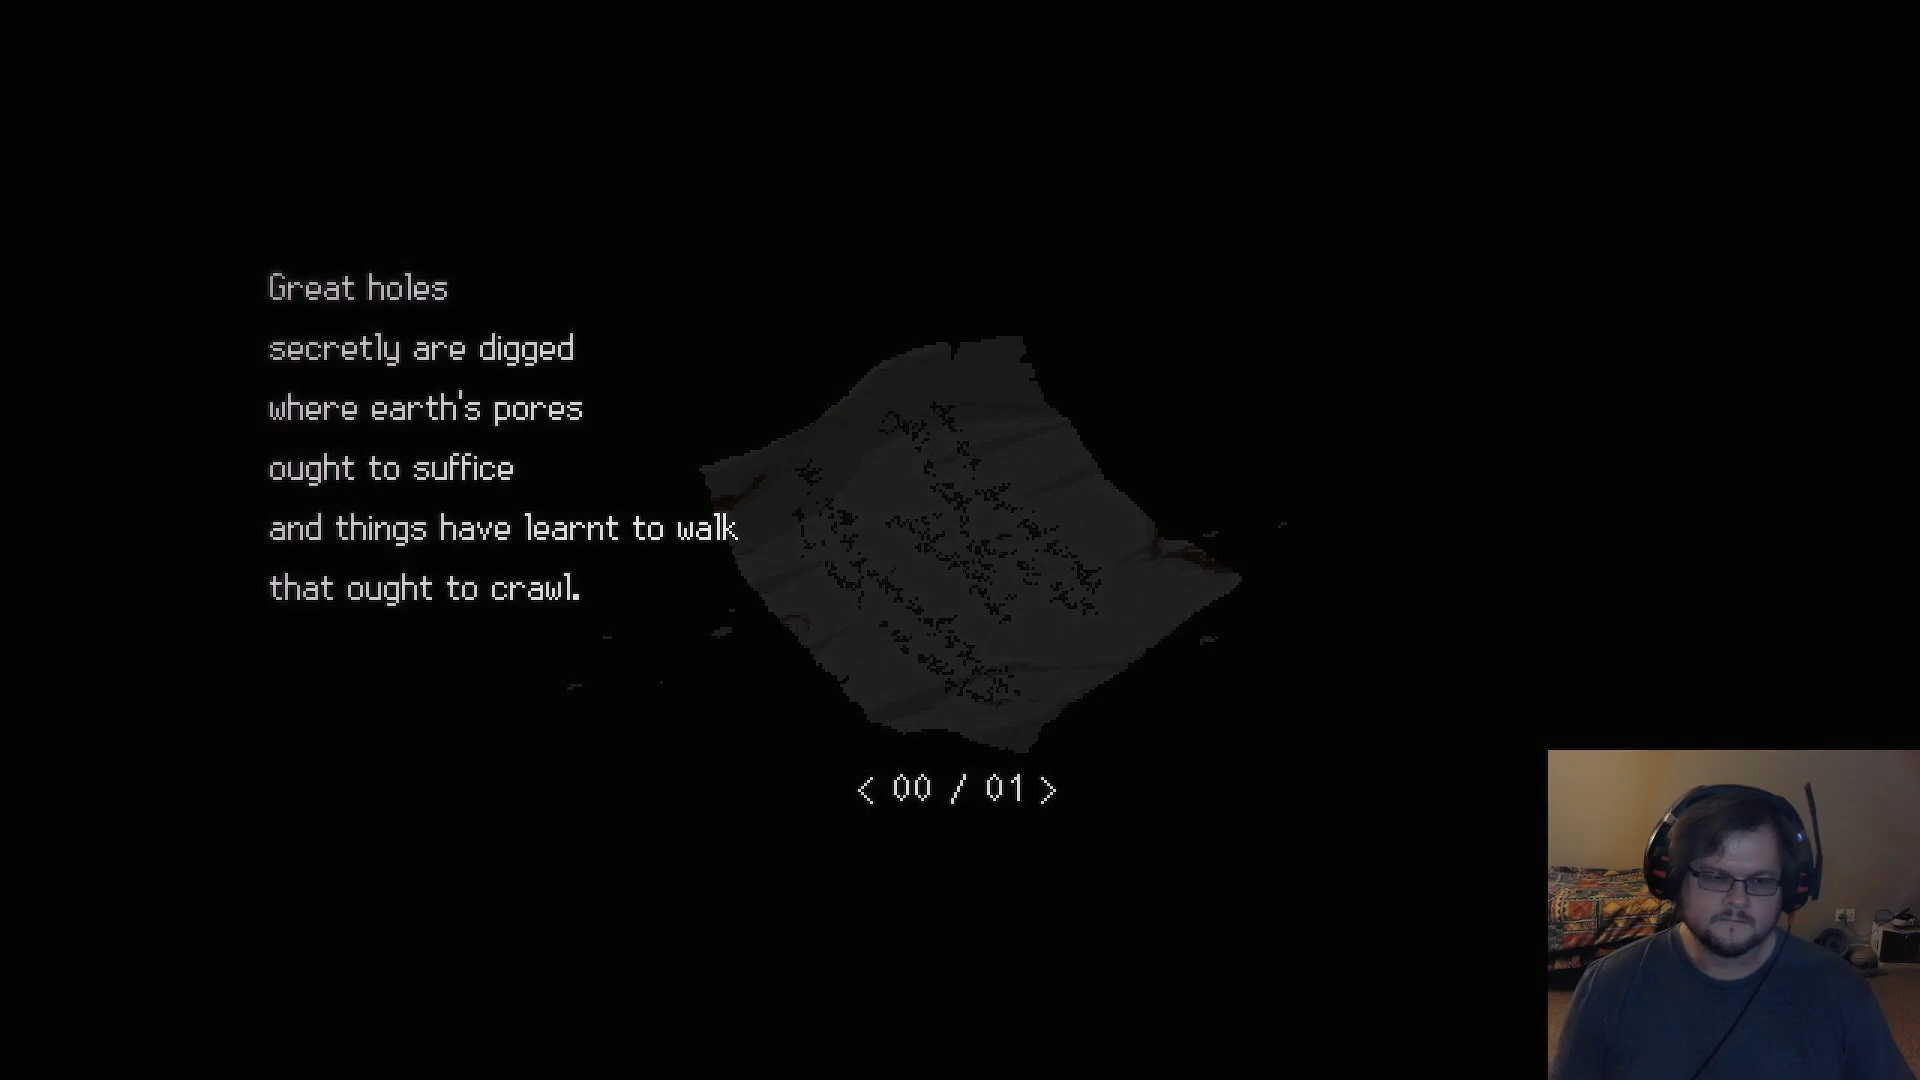 Great holes
secretly are digged
where earth's pores
ought to suffice
and things have learnt to walk
that ought to crawl.
< 00 / 01 >